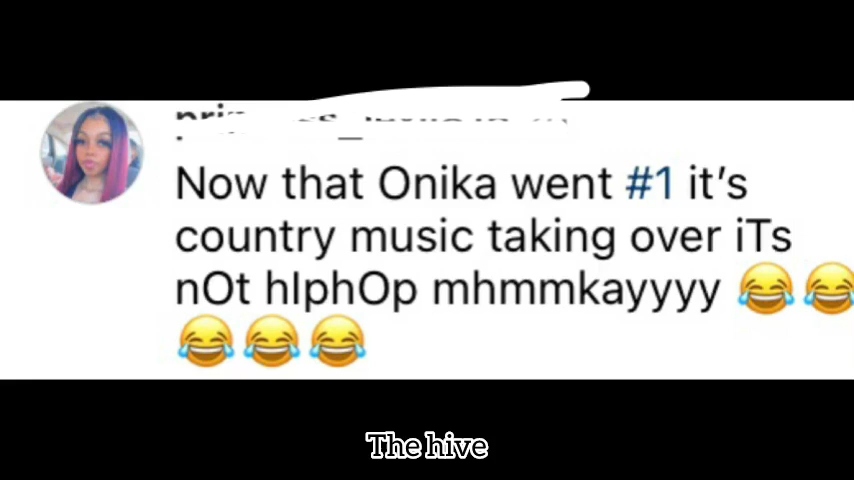 Now that Onika went #1 it's
country music taking over iTs
nOt hIphOp mhmmkayyyy 😂😂
😂😂😂
The hive